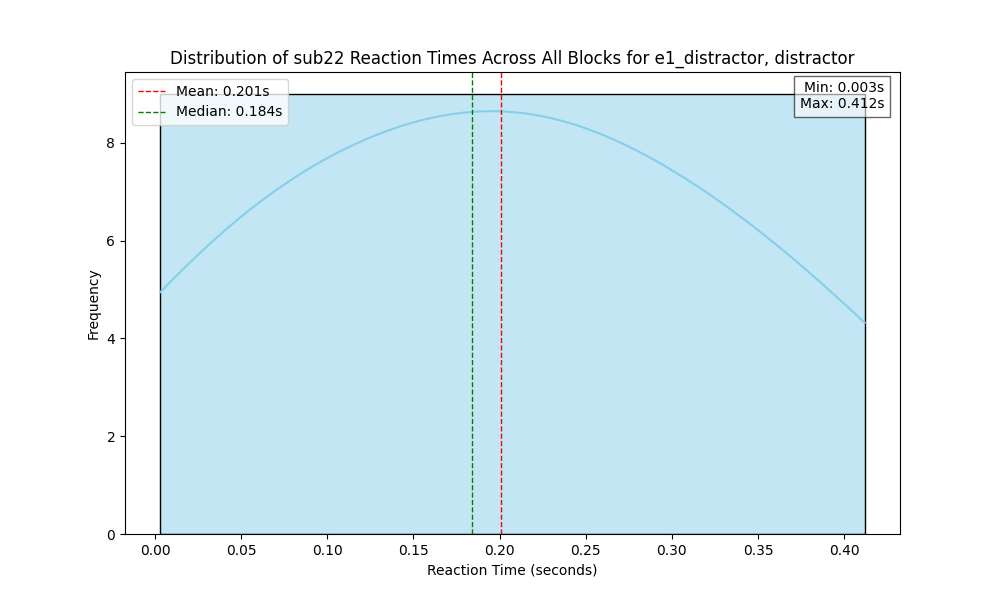 Distribution of sub22 Reaction Times Across All Blocks for e1_distractor, distractor
Mean: 0.201s
Median: 0.184s
Min: 0.003s
Max: 0.412s
Frequency
8
6
4
2
0
0.00 0.05 0.10 0.15 0.20 0.25 0.30 0.35 0.40
Reaction Time (seconds)